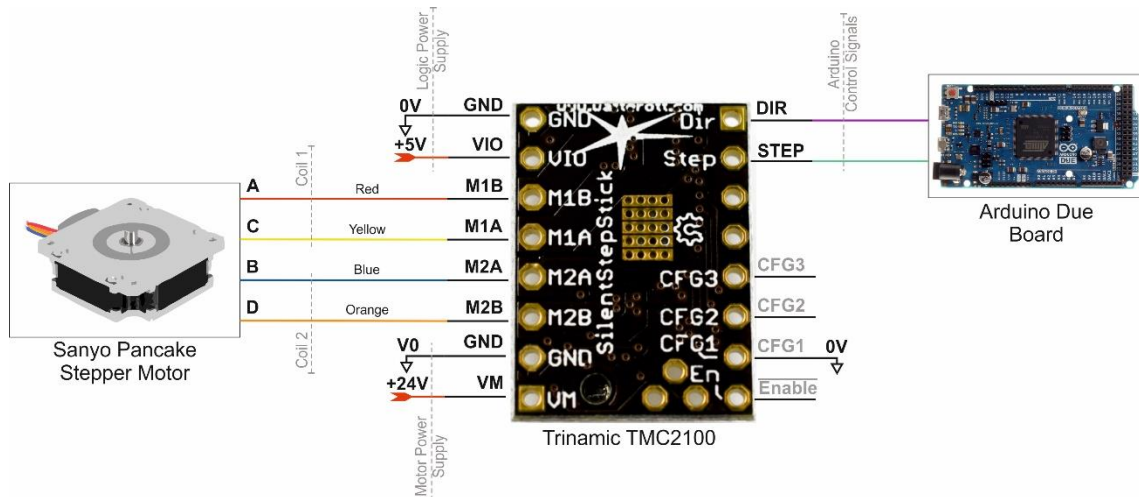 Logic Power
Supply
0V
GND
+5V
VIO
Coil 1
A
Red
M1B
C
Yellow
M1A
B
Blue
M2A
D
Orange
M2B
Coil 2
V0
GND
+24V
VM
Motor Power
Supply
Sanyo Pancake
Stepper Motor
GND
VIO
M1B
M1A
M2A
M2B
GND
VM
SilentStepStick
Dir
Step
CFG3
CFG2
CFG1
En
Trinamic TMC2100
DIR
STEP
CFG3
CFG2
CFG1
0V
Enable
Arduino
Control Signals
Arduino Due
Board